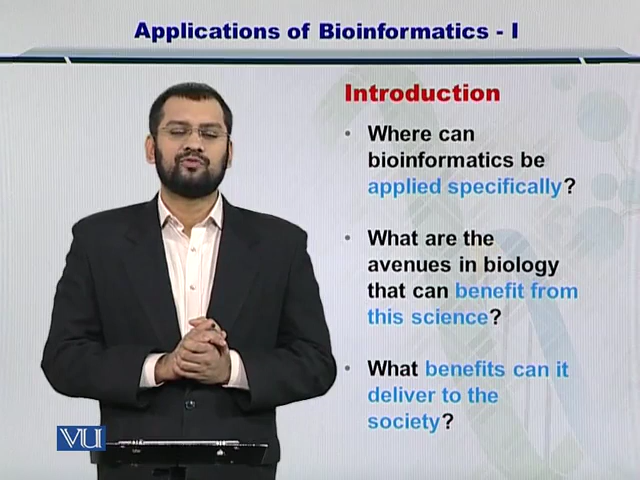 Applications of Bioinformatics - I
Introduction
• Where can
bioinformatics be
applied specifically?
• What are the
avenues in biology
that can benefit from
this science?
• What benefits can it
deliver to the
society?
VU